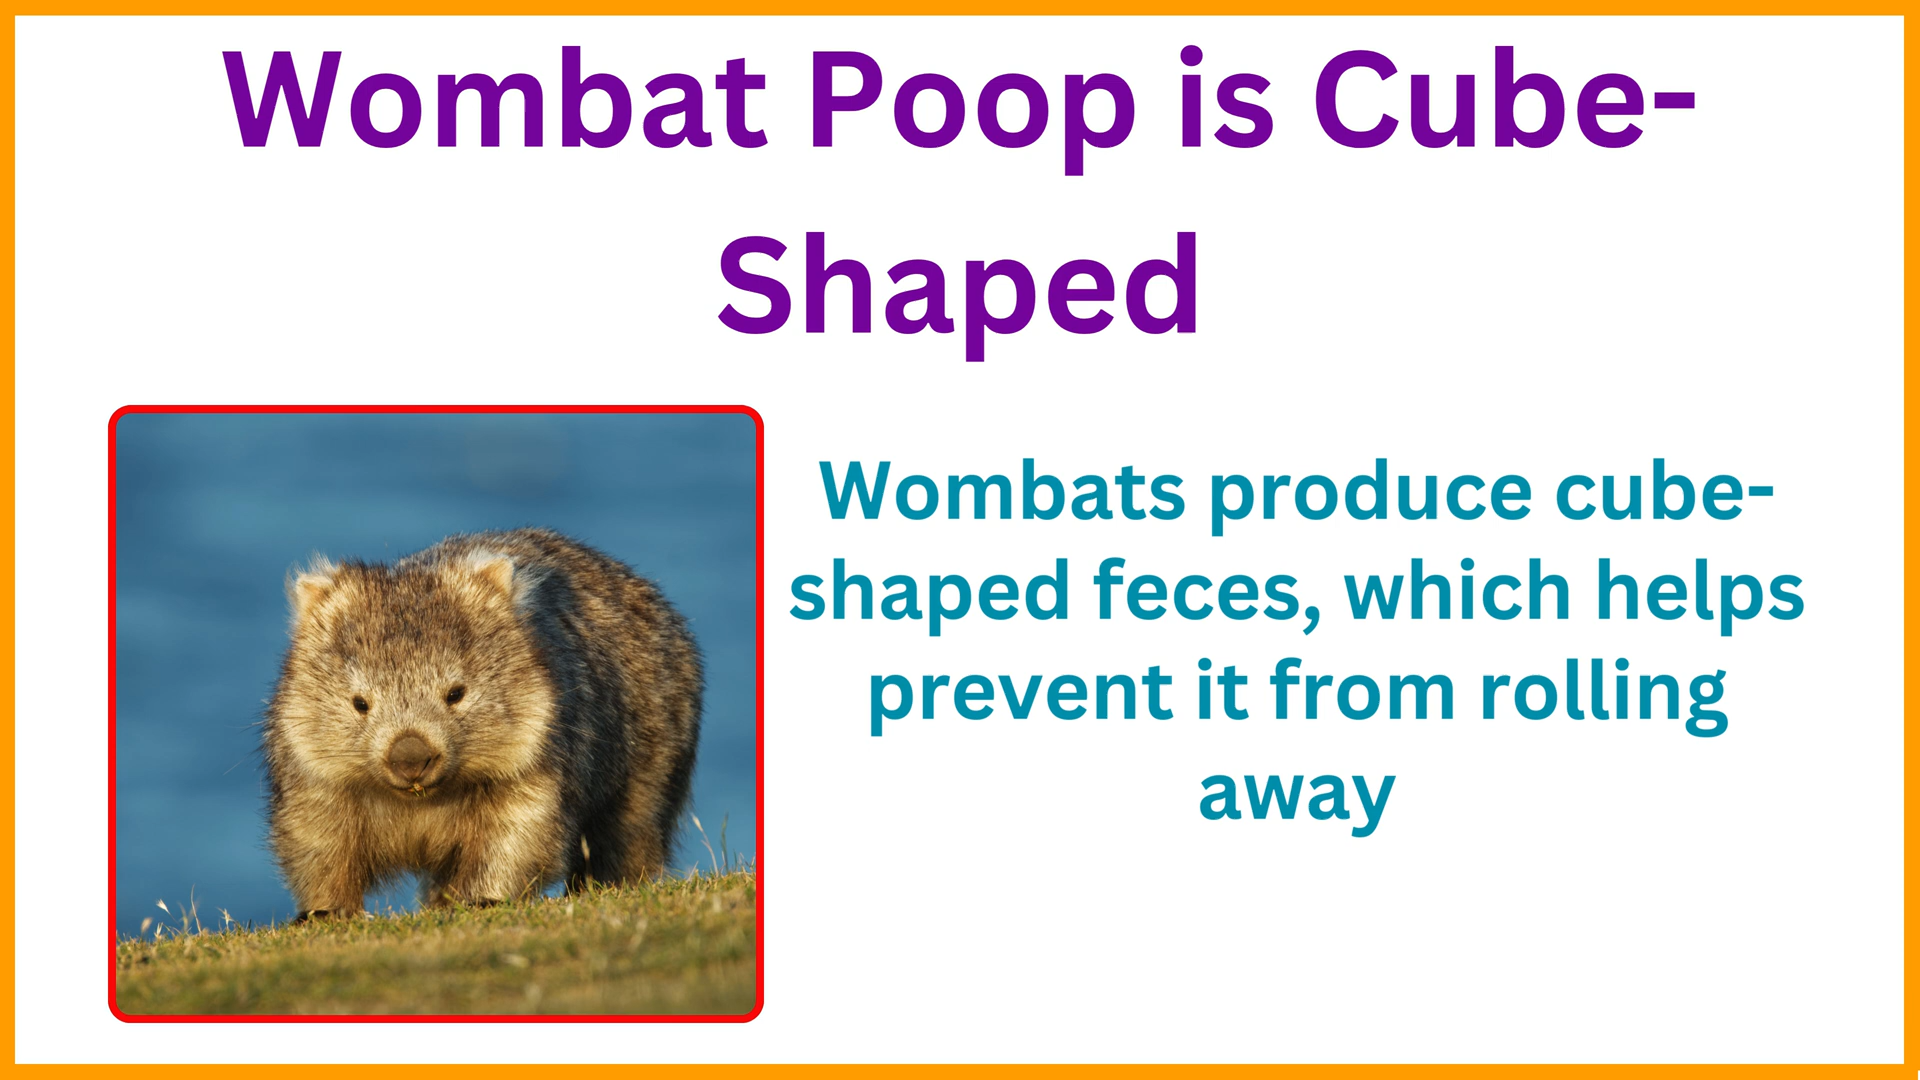 Wombat Poop is Cube-
Shaped
Wombats produce cube-
shaped feces, which helps
prevent it from rolling
away